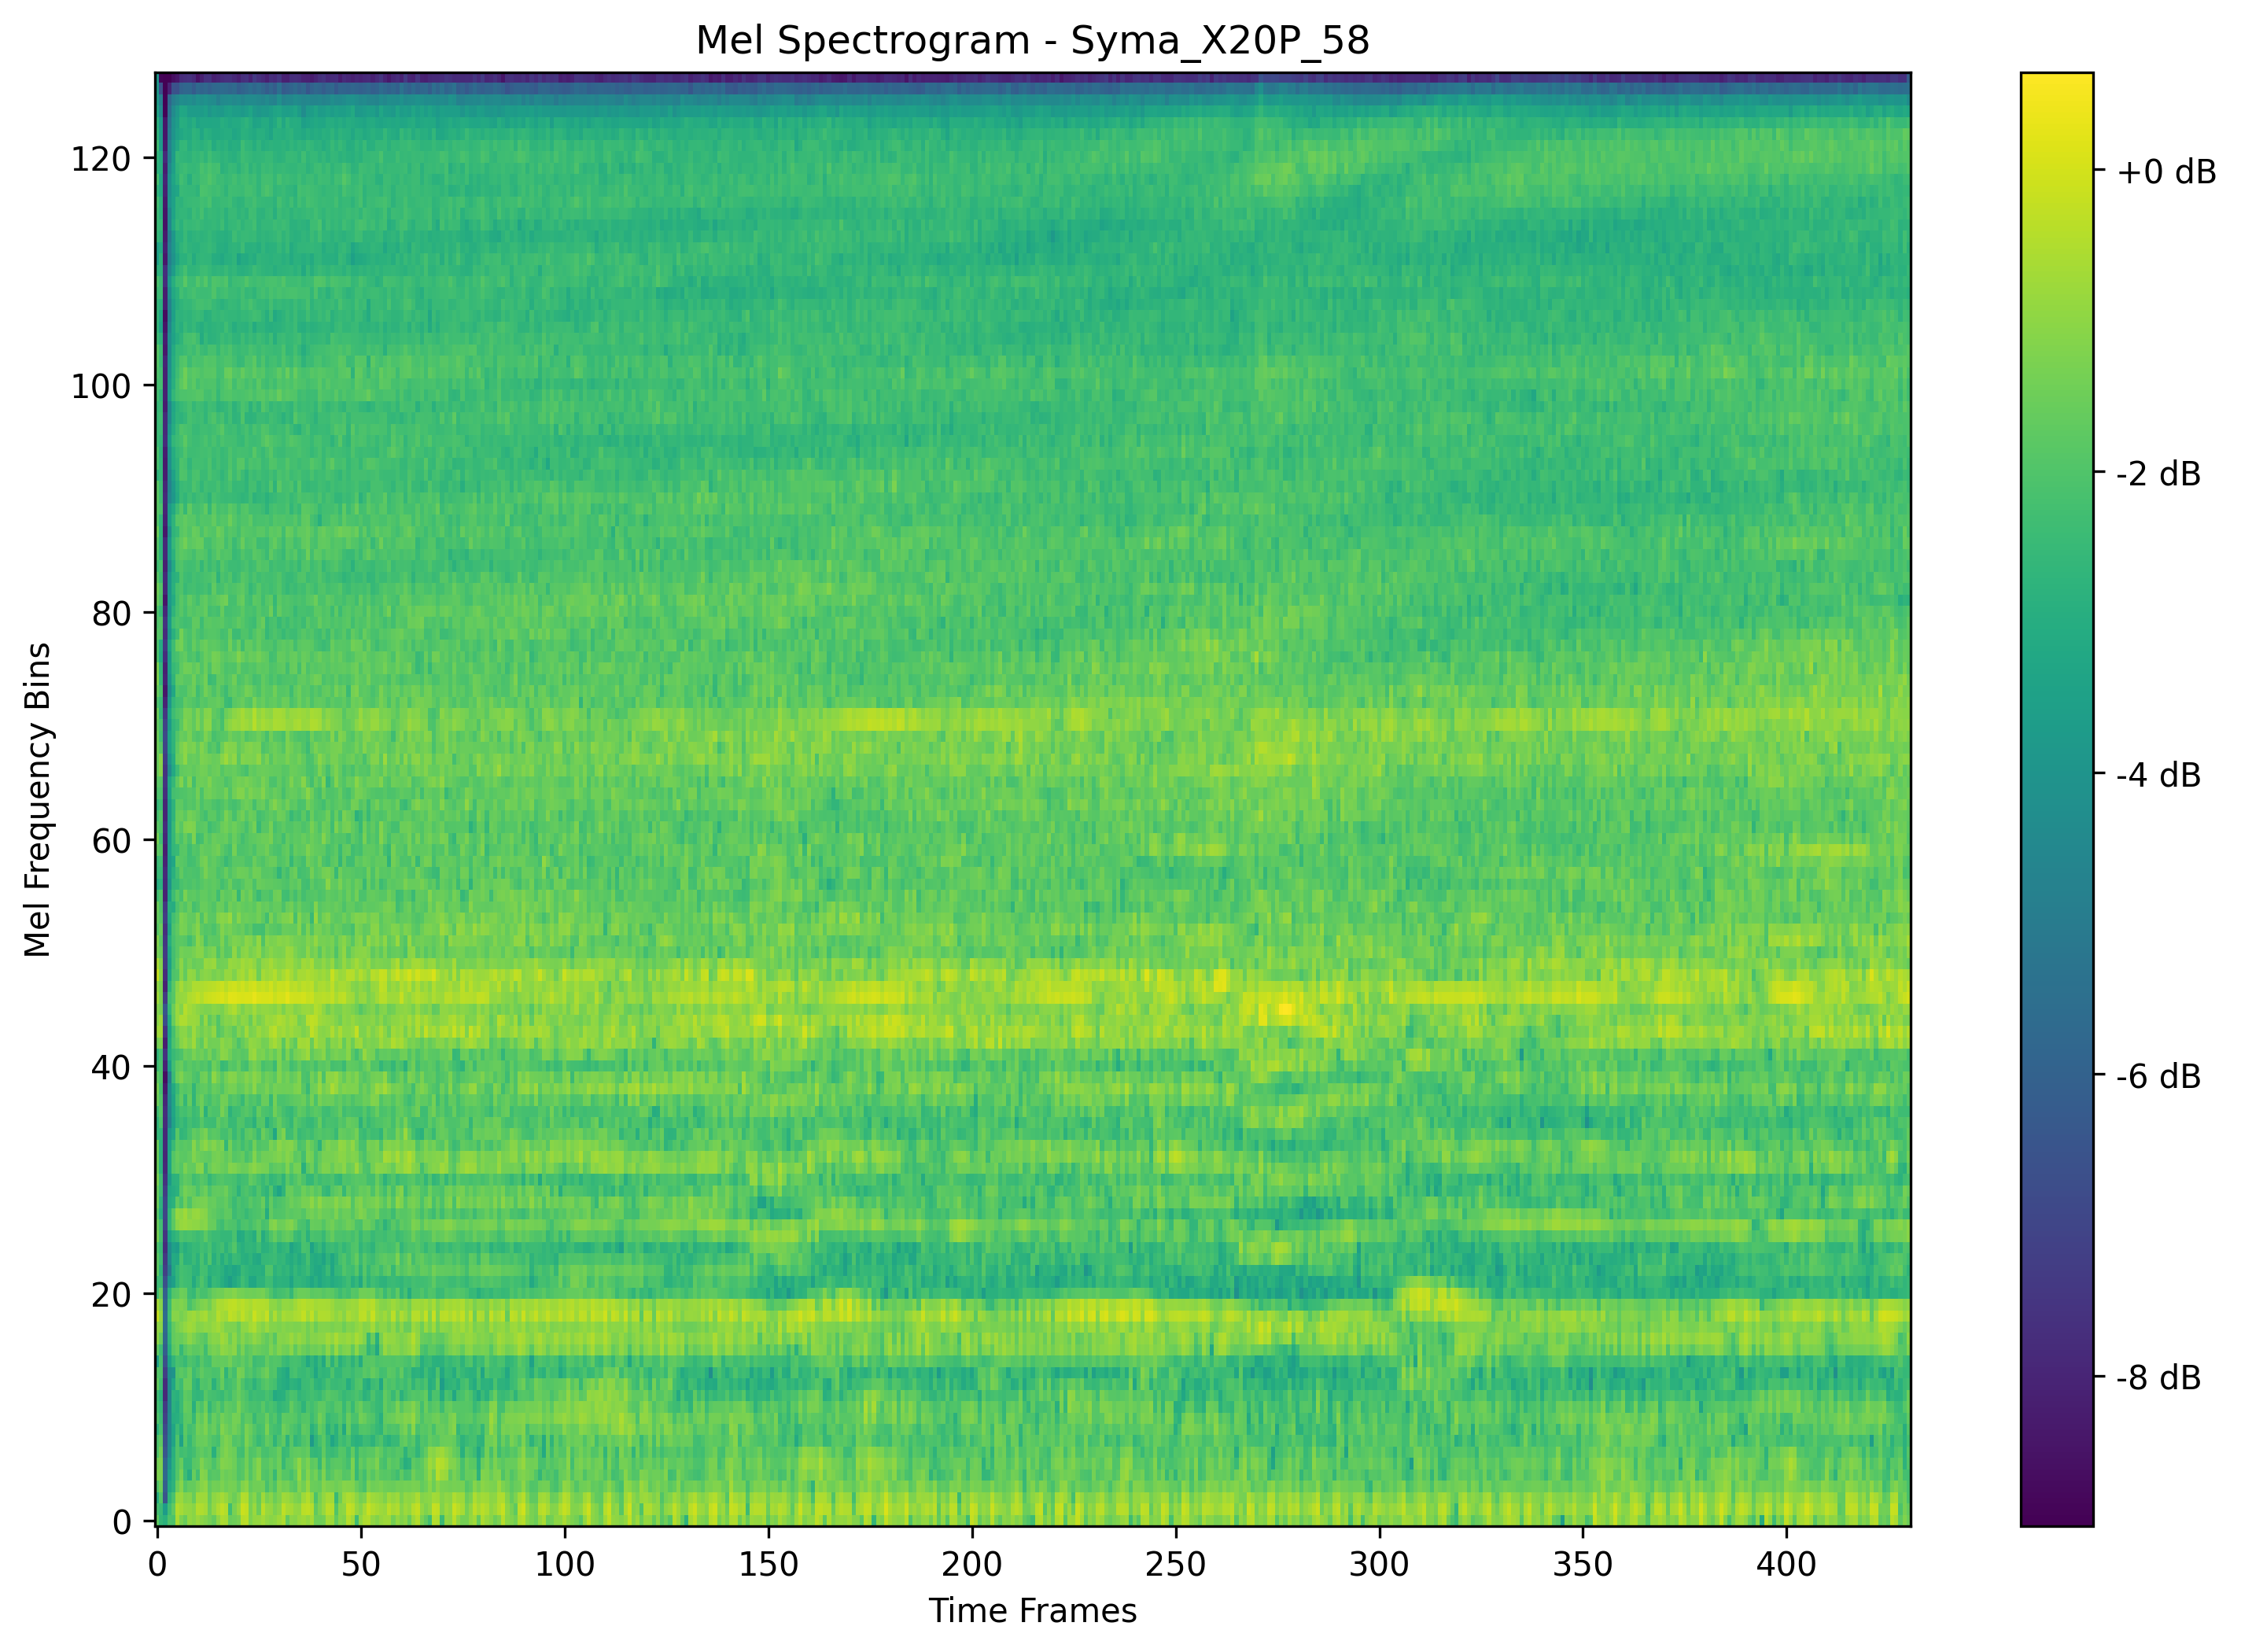 Mel Spectrogram - Syma_X20P_58
Mel Frequency Bins
120
100
80
60
40
20
0
0 50 100 150 200 250 300 350 400
Time Frames
+0 dB
-2 dB
-4 dB
-6 dB
-8 dB